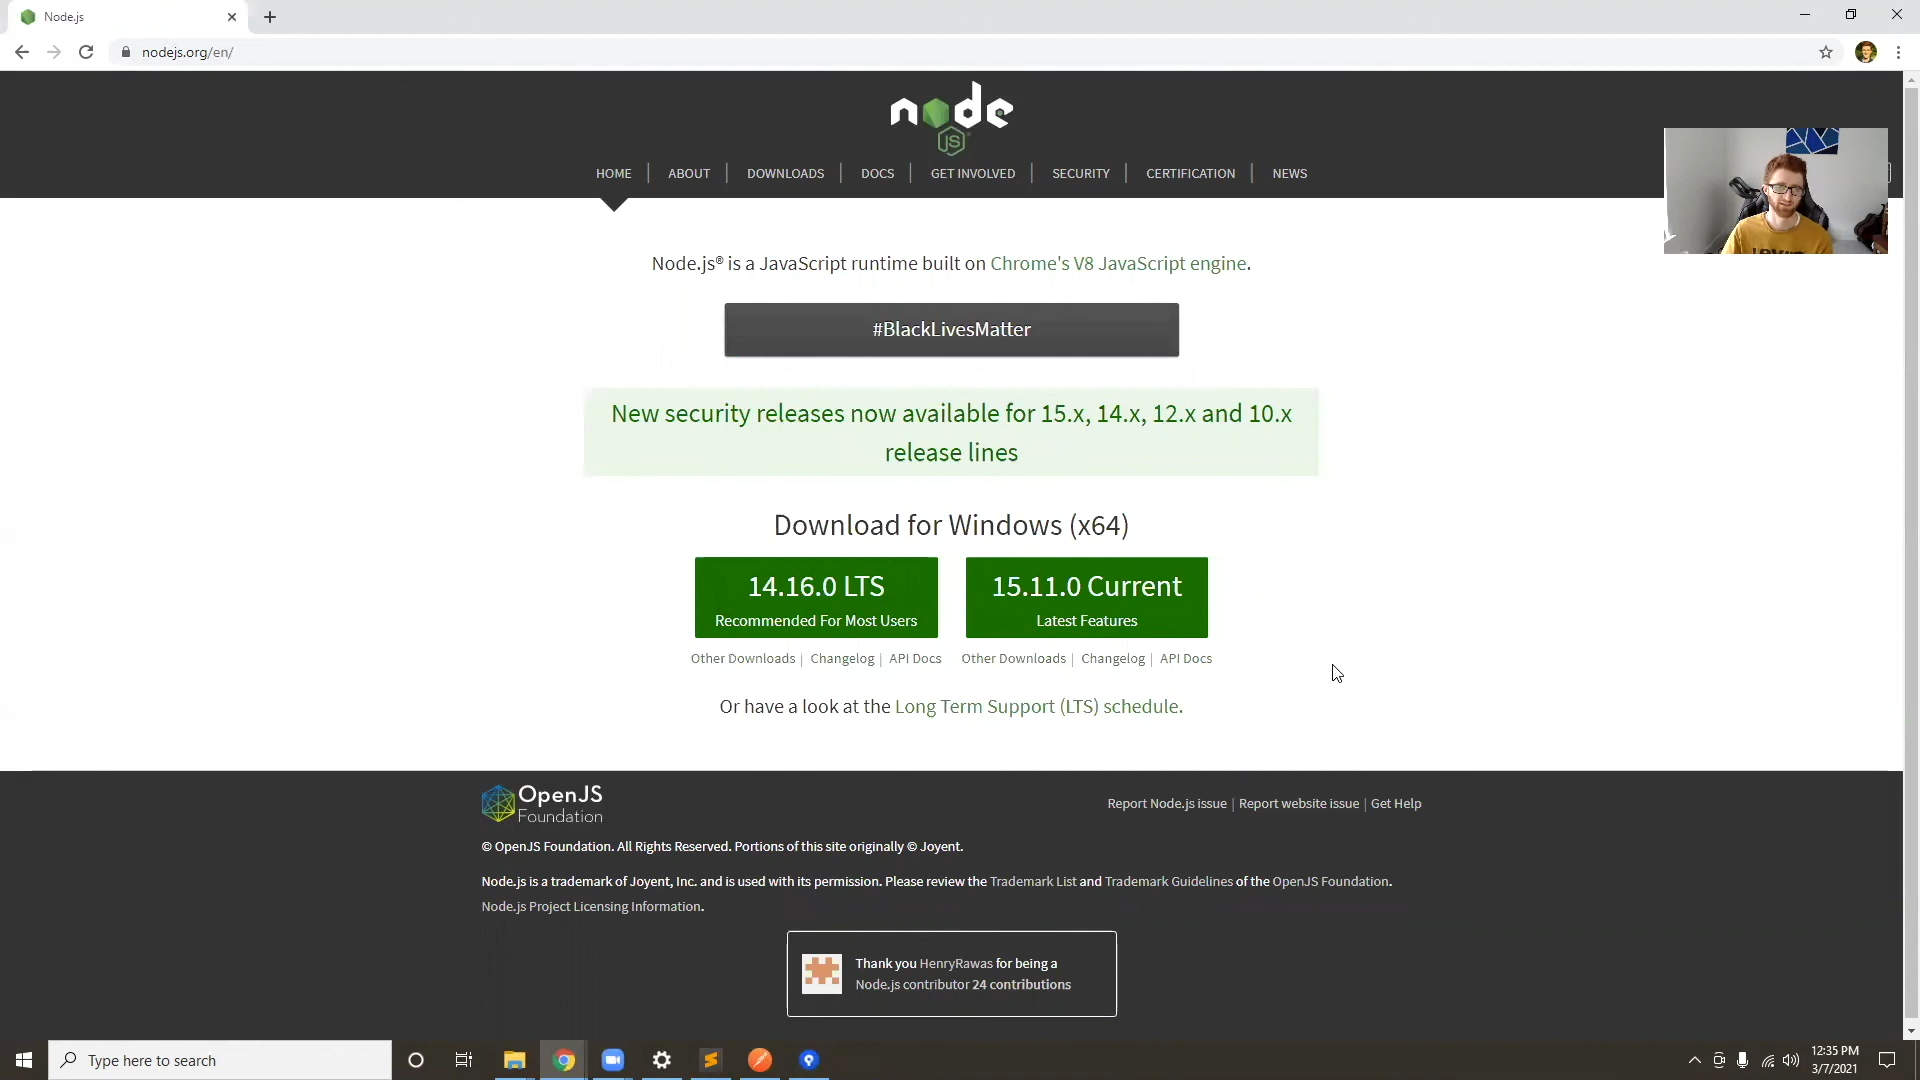 Node.js
nodejs.org/en/
node
JS
HOME
ABOUT
DOWNLOADS
DOCS
GET INVOLVED
SECURITY
CERTIFICATION
NEWS
Node.js® is a JavaScript runtime built on Chrome's V8 JavaScript engine.
#BlackLivesMatter
New security releases now available for 15.x, 14.x, 12.x and 10.x
release lines
Download for Windows (x64)
14.16.0 LTS
Recommended For Most Users
15.11.0 Current
Latest Features
Other Downloads | Changelog | API Docs
Other Downloads | Changelog | API Docs
Or have a look at the Long Term Support (LTS) schedule.
OpenJS
Foundation
Report Node.js issue | Report website issue | Get Help
© OpenJS Foundation. All Rights Reserved. Portions of this site originally © Joyent.
Node.js is a trademark of Joyent, Inc. and is used with its permission. Please review the Trademark List and Trademark Guidelines of the OpenJS Foundation.
Node.js Project Licensing Information.
Thank you HenryRawas for being a
Node.js contributor 24 contributions
Type here to search
12:35 PM
3/7/2021